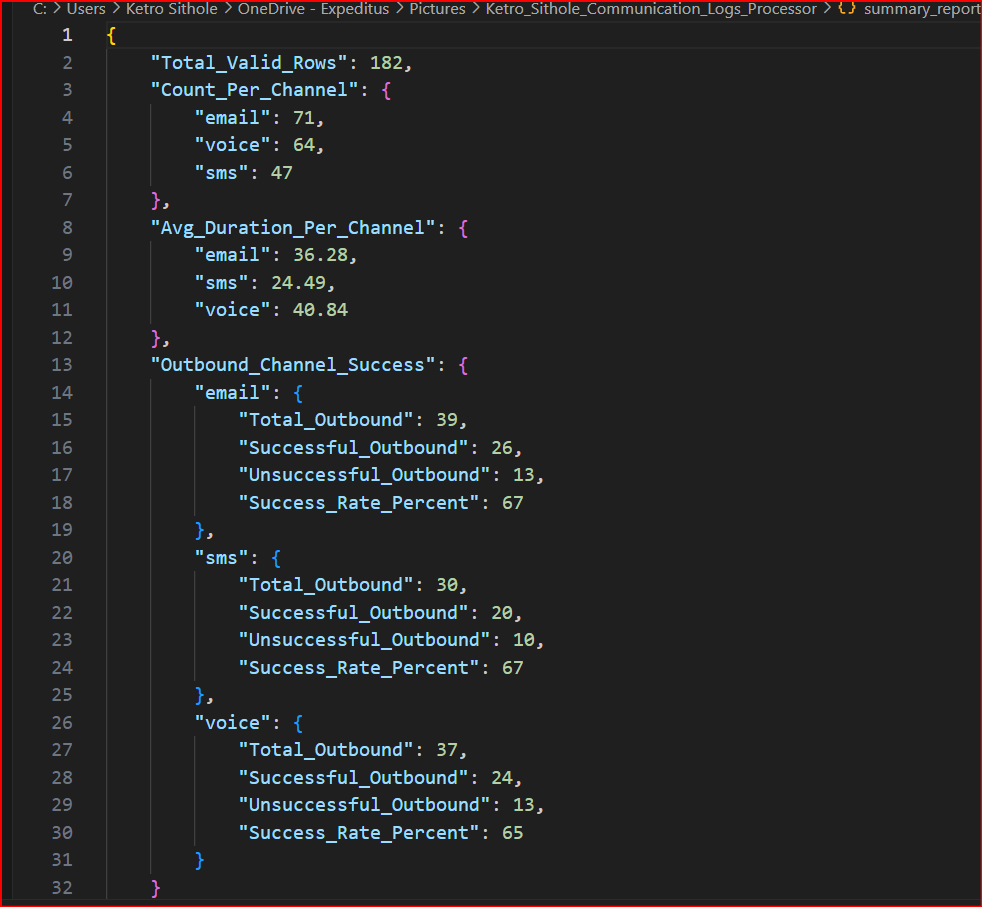 C: > Users > Ketro Sithole > OneDrive - Expeditus > Pictures > Ketro_Sithole_Communication_Logs_Processor > {} summary_report
1 {
2     "Total_Valid_Rows": 182,
3     "Count_Per_Channel": {
4         "email": 71,
5         "voice": 64,
6         "sms": 47
7     },
8     "Avg_Duration_Per_Channel": {
9         "email": 36.28,
10         "sms": 24.49,
11         "voice": 40.84
12     },
13     "Outbound_Channel_Success": {
14         "email": {
15             "Total_Outbound": 39,
16             "Successful_Outbound": 26,
17             "Unsuccessful_Outbound": 13,
18             "Success_Rate_Percent": 67
19         },
20         "sms": {
21             "Total_Outbound": 30,
22             "Successful_Outbound": 20,
23             "Unsuccessful_Outbound": 10,
24             "Success_Rate_Percent": 67
25         },
26         "voice": {
27             "Total_Outbound": 37,
28             "Successful_Outbound": 24,
29             "Unsuccessful_Outbound": 13,
30             "Success_Rate_Percent": 65
31         }
32     }